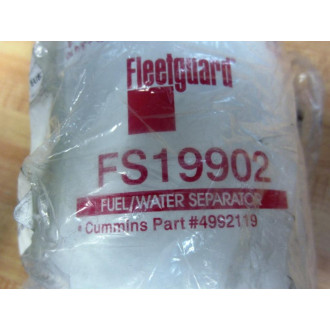 Fleetguard
FS19902
FUEL/WATER SEPARATOR
Cummins Part #4992119